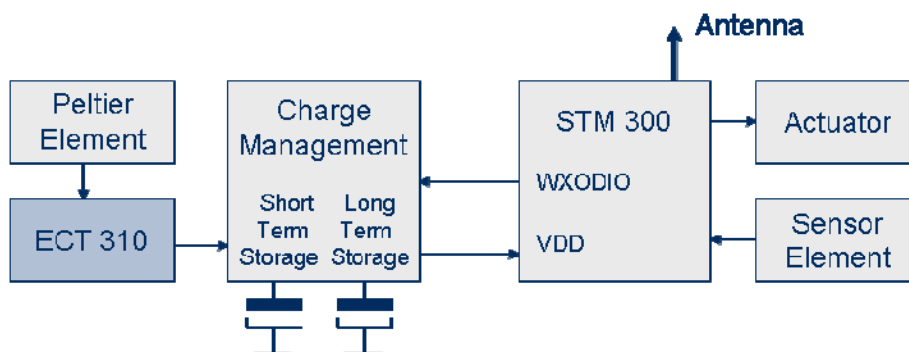 Antenna
Peltier
Element
ECT 310
Charge
Management
Short
Term
Storage
Long
Term
Storage
STM 300
WXODIO
VDD
Actuator
Sensor
Element